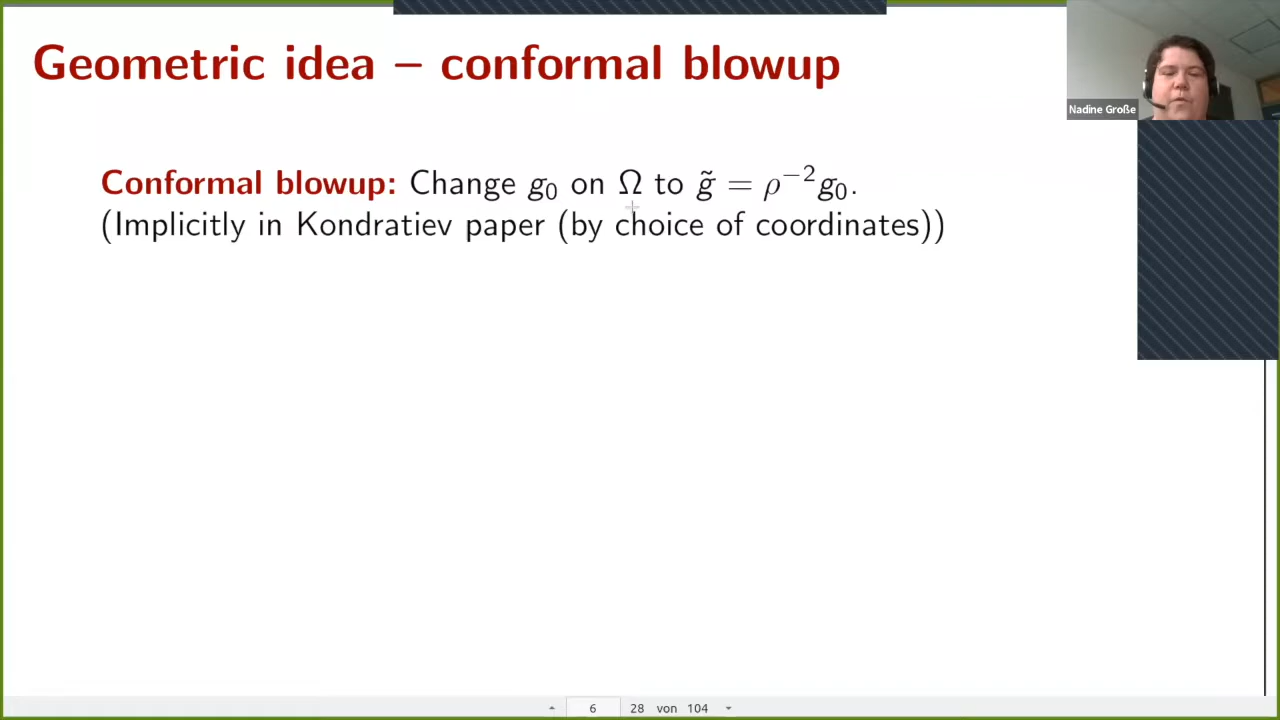 Geometric idea – conformal blowup
Nadine Große
Conformal blowup: Change g₀ on Ω to g̃ = ρ⁻²g₀.
(Implicitly in Kondratiev paper (by choice of coordinates))
6 28 von 104